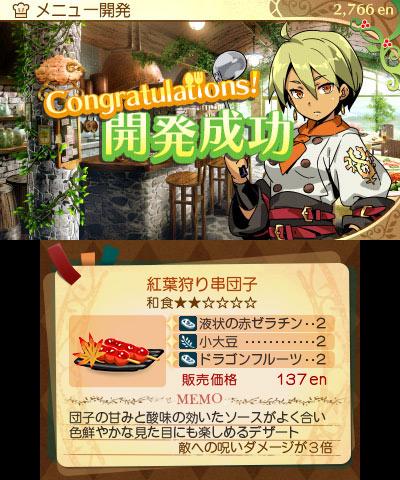 メニュー開発
2,766 en
Congratulations!
開発成功
紅葉狩り串団子
和食★★☆☆☆☆
液状の赤ゼラチン‥2
小大豆 ‥‥‥‥‥‥2
ドラゴンフルーツ‥2
販売価格 137en
MEMO
団子の甘みと酸味の効いたソースがよく合い
色鮮やかな見た目にも楽しめるデザート
敵への呪いダメージが３倍